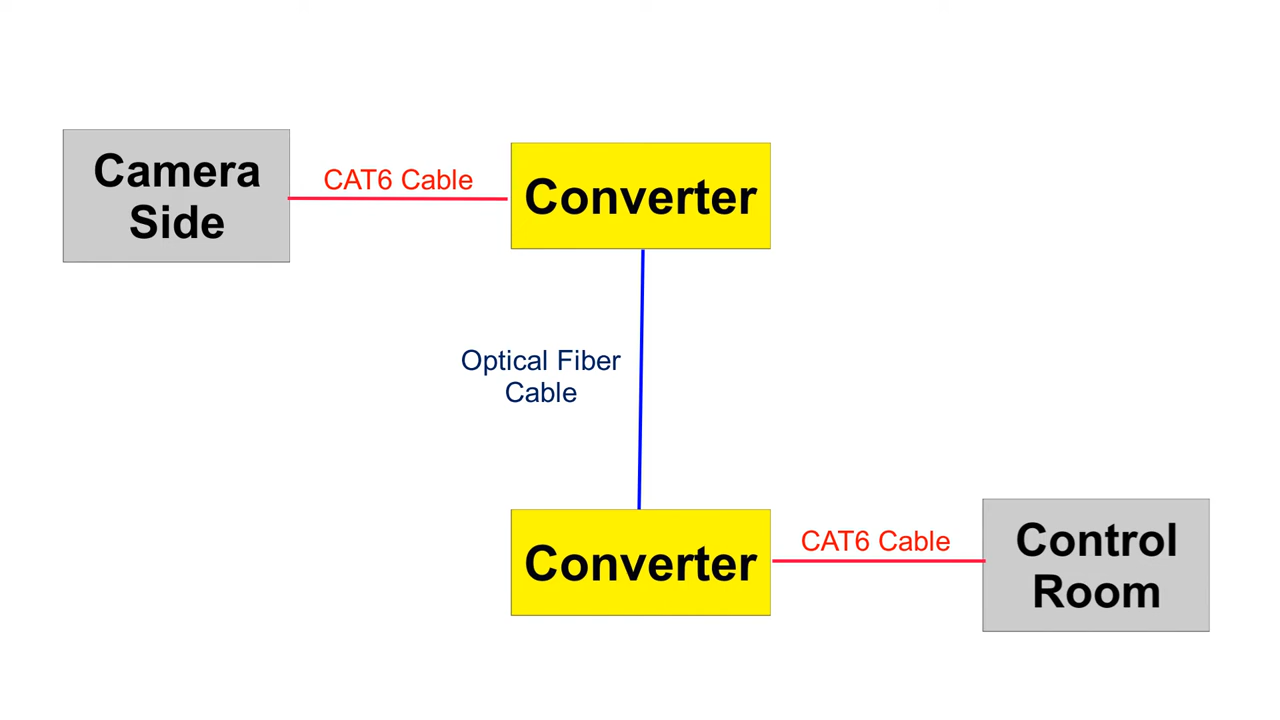 Camera
Side
CAT6 Cable
Converter
Optical Fiber
Cable
Converter
CAT6 Cable
Control
Room